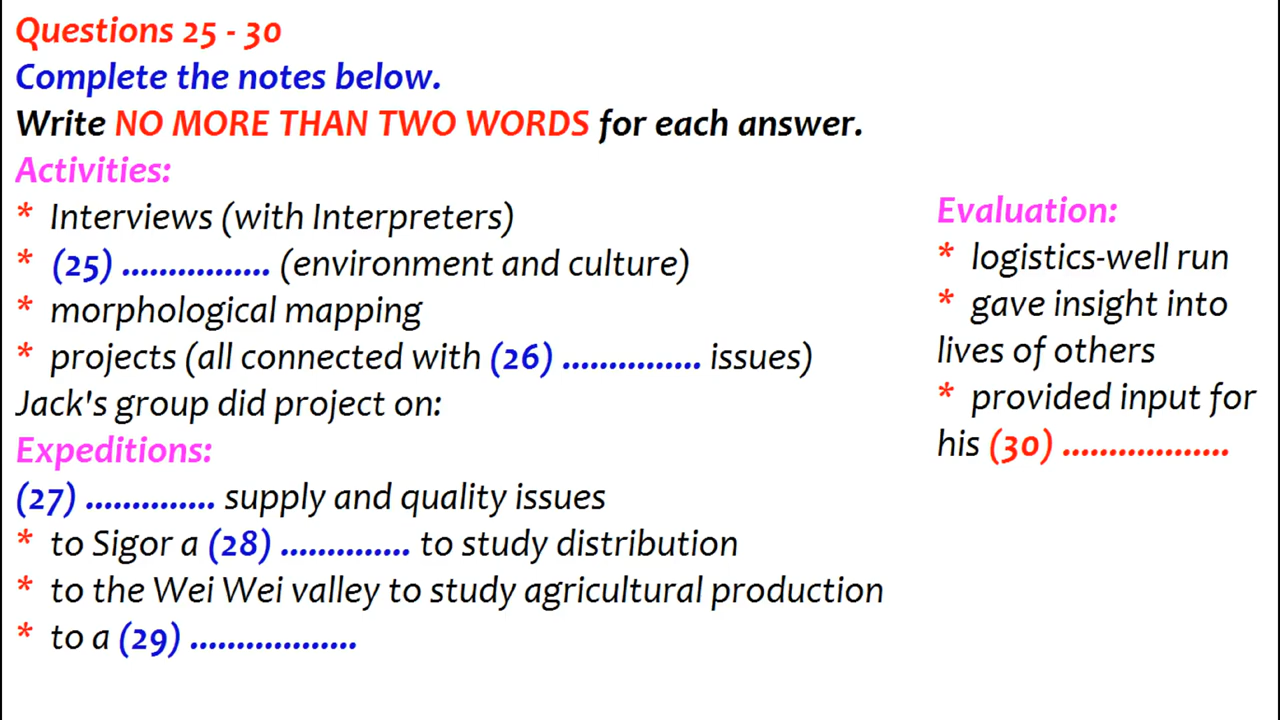 Questions 25 - 30
Complete the notes below.
Write NO MORE THAN TWO WORDS for each answer.
Activities:
* Interviews (with Interpreters)
* (25) ................ (environment and culture)
* morphological mapping
* projects (all connected with (26) ............... issues)
Jack's group did project on:
Expeditions:
(27) .............. supply and quality issues
* to Sigor a (28) .............. to study distribution
* to the Wei Wei valley to study agricultural production
* to a (29) ..................
Evaluation:
* logistics-well run
* gave insight into
lives of others
* provided input for
his (30) ..................